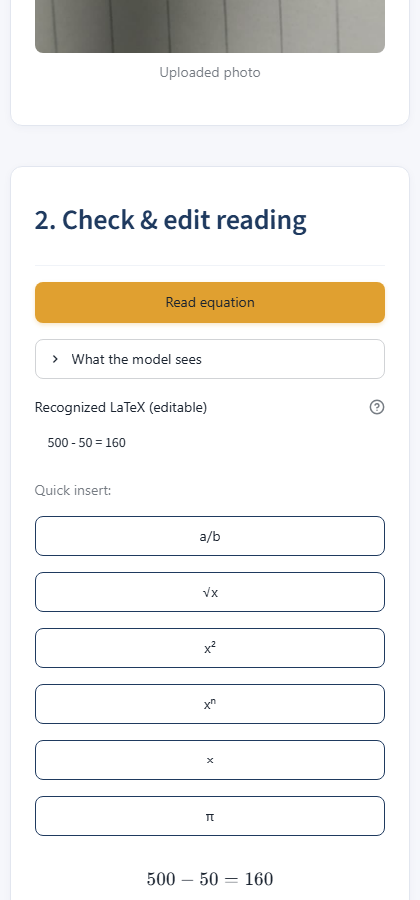 Uploaded photo
2. Check & edit reading
Read equation
What the model sees
Recognized LaTeX (editable)
500 - 50 = 160
Quick insert:
a/b
√x
x²
xⁿ
×
π
500 − 50 = 160